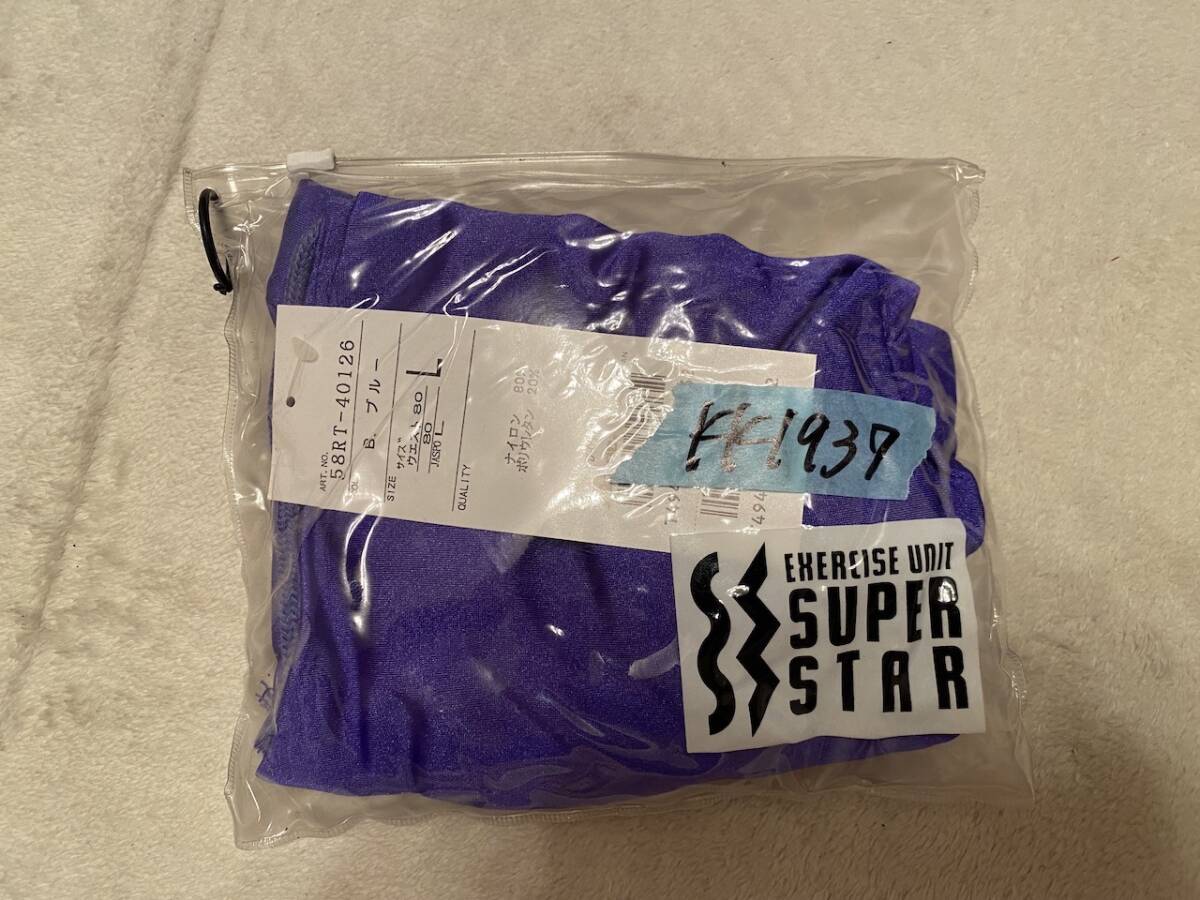 ART. NO.
58RT-40126
B. ブルー
SIZE
サイズ
ウエスト 80
80
JASPO L
L
QUALITY
ナイロン 80%
ポリウレタン 20%
1937
EXERCISE UNIT
SUPER
STAR